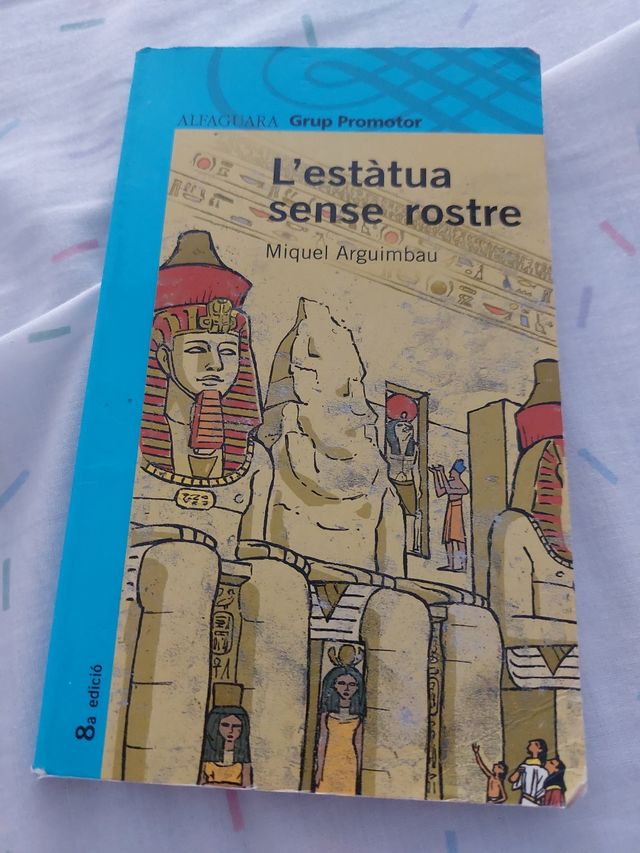 ALFAGUARA Grup Promotor
L'estàtua
sense rostre
Miquel Arguimbau
8a edició